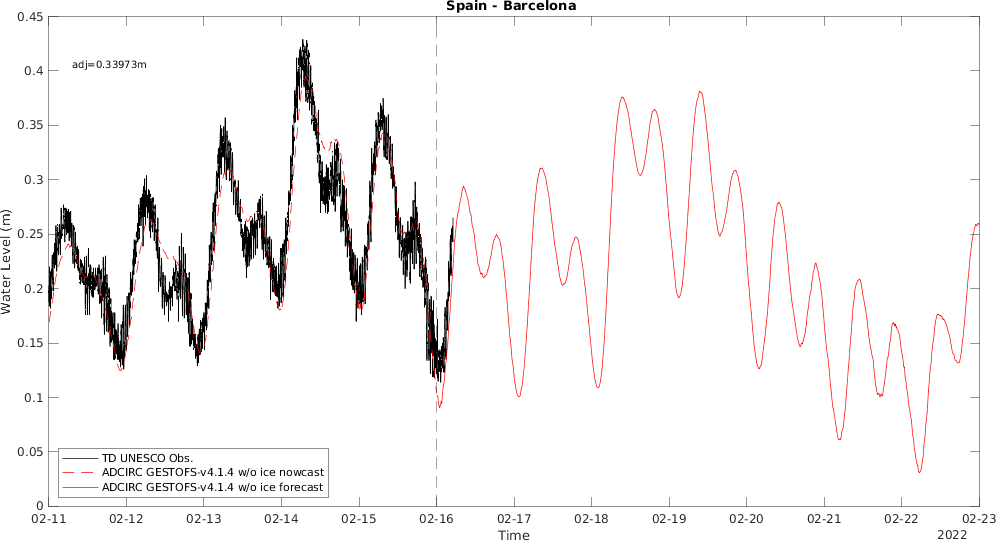 Spain - Barcelona
0.45
0.4
0.35
0.3
0.25
0.2
0.15
0.1
0.05
0
Water Level (m)
adj=0.33973m
TD UNESCO Obs.
ADCIRC GESTOFS-v4.1.4 w/o ice nowcast
ADCIRC GESTOFS-v4.1.4 w/o ice forecast
02-11 02-12 02-13 02-14 02-15 02-16 02-17 02-18 02-19 02-20 02-21 02-22 02-23
Time
2022